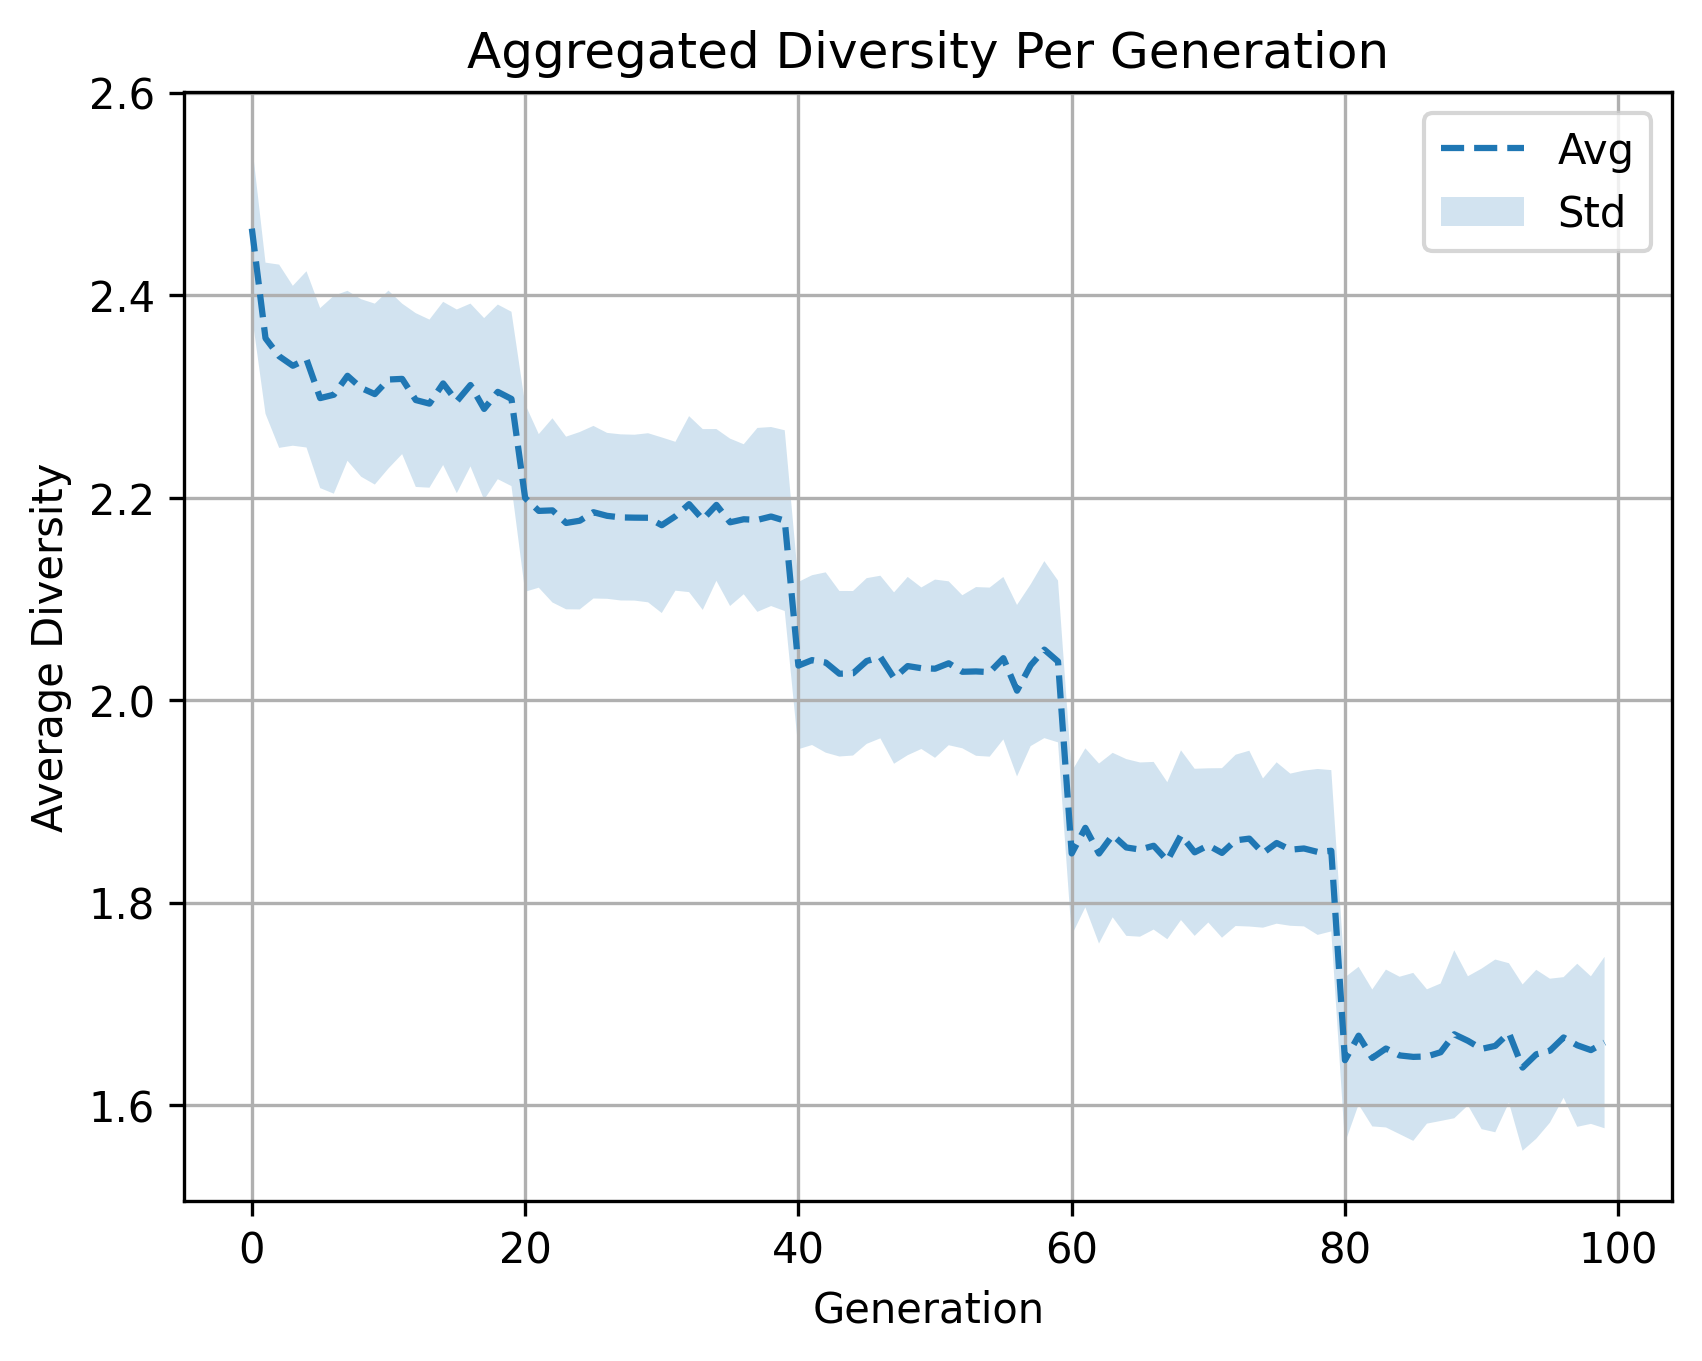 Aggregated Diversity Per Generation
Avg
Std
2.6
2.4
2.2
2.0
1.8
1.6
Average Diversity
0 20 40 60 80 100
Generation